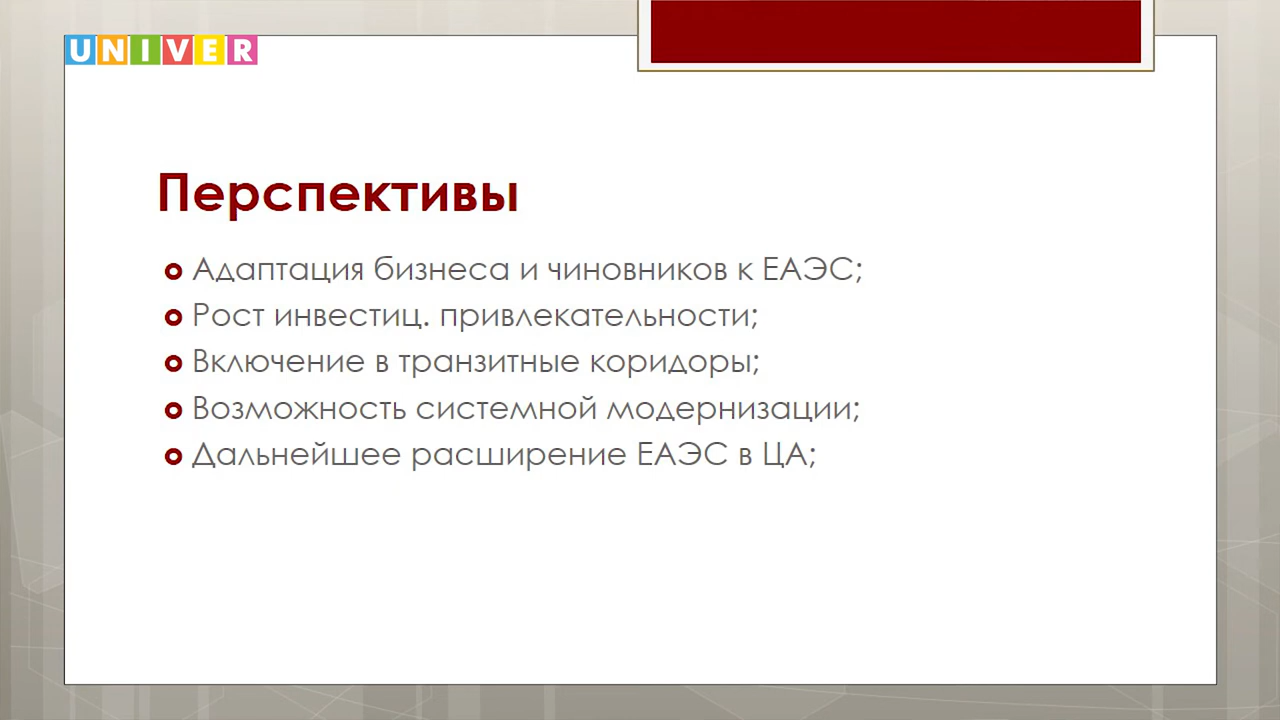 UNIVER
Перспективы
Адаптация бизнеса и чиновников к ЕАЭС;
Рост инвестиц. привлекательности;
Включение в транзитные коридоры;
Возможность системной модернизации;
Дальнейшее расширение ЕАЭС в ЦА;